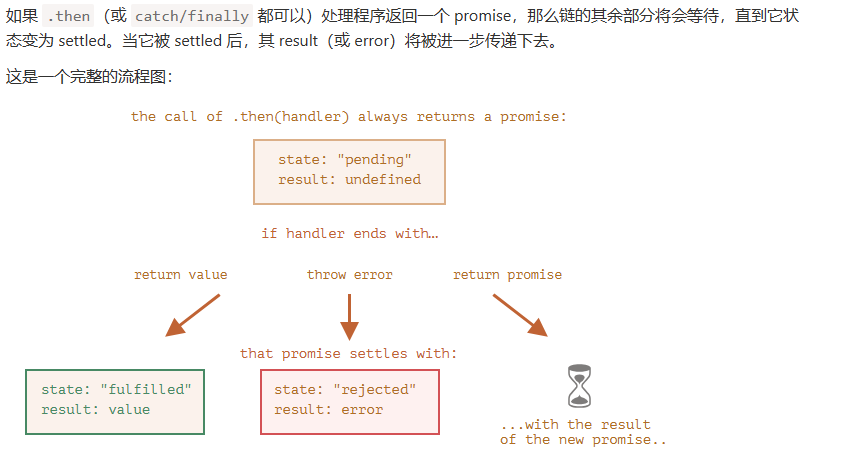 如果 .then（或 catch/finally 都可以）处理程序返回一个 promise，那么链的其余部分将会等待，直到它状
态变为 settled。当它被 settled 后，其 result（或 error）将被进一步传递下去。
这是一个完整的流程图：
the call of .then(handler) always returns a promise:
state: "pending"
result: undefined
if handler ends with…
return value
throw error
return promise
that promise settles with:
state: "fulfilled"
result: value
state: "rejected"
result: error
...with the result
of the new promise..